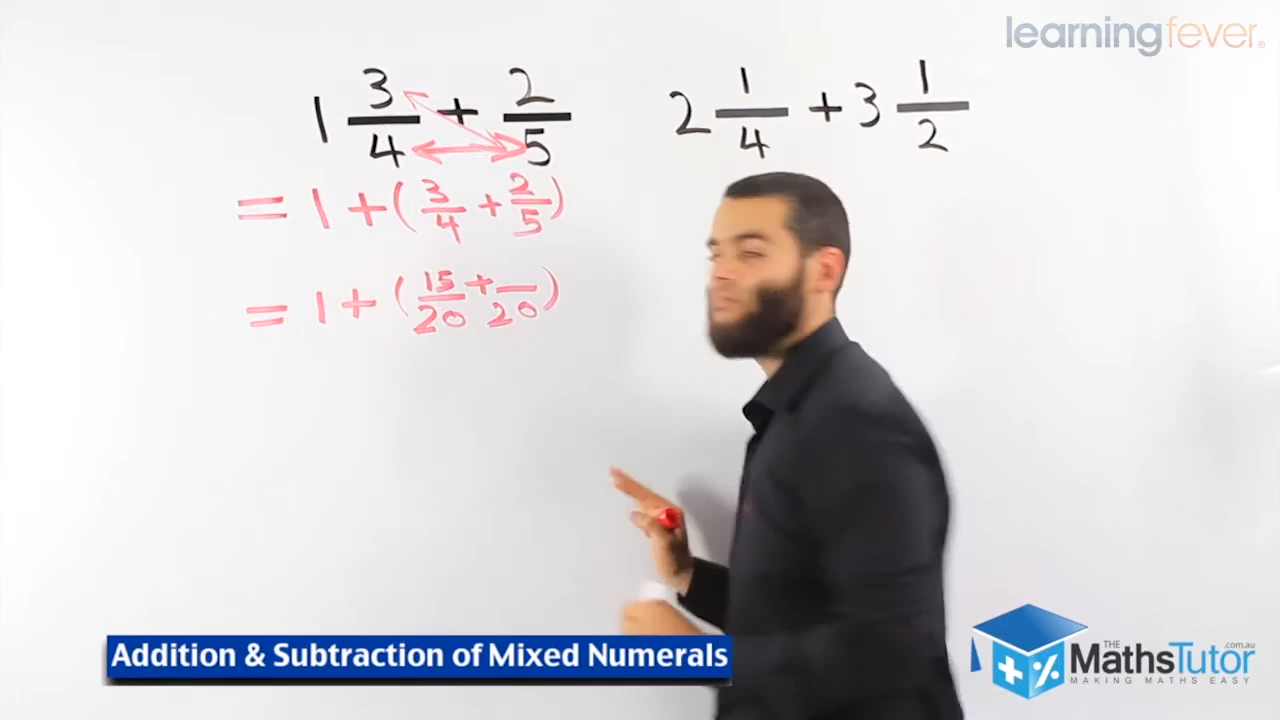 learningfever®
1 3/4 + 2/5
2 1/4 + 3 1/2
= 1 + (3/4 + 2/5)
= 1 + (15/20 + /20)
Addition & Subtraction of Mixed Numerals
THE MathsTutor .com.au
MAKING MATHS EASY